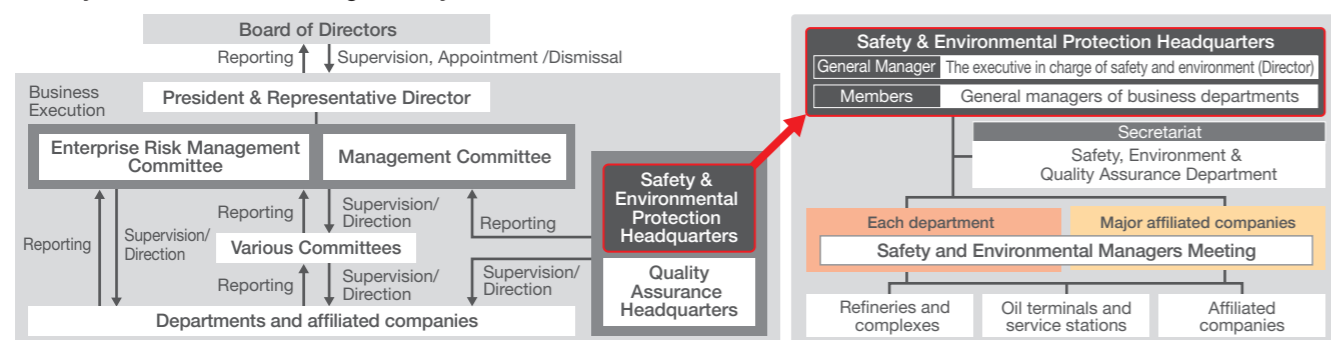 Board of Directors
Reporting
Supervision, Appointment /Dismissal
Business
Execution
President & Representative Director
Enterprise Risk Management
Committee
Management Committee
Reporting
Supervision/
Direction
Reporting
Supervision/
Direction
Various Committees
Reporting
Supervision/
Direction
Reporting
Supervision/
Direction
Departments and affiliated companies
Safety &
Environmental
Protection
Headquarters
Quality
Assurance
Headquarters
Safety & Environmental Protection Headquarters
General Manager The executive in charge of safety and environment (Director)
Members General managers of business departments
Secretariat
Safety, Environment &
Quality Assurance Department
Each department
Major affiliated companies
Safety and Environmental Managers Meeting
Refineries and
complexes
Oil terminals and
service stations
Affiliated
companies